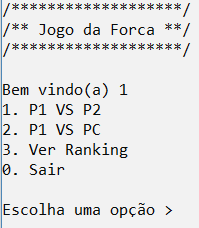 /*******************/
/** Jogo da Forca **/
/*******************/
Bem vindo(a) 1
1. P1 VS P2
2. P1 VS PC
3. Ver Ranking
0. Sair
Escolha uma opção >